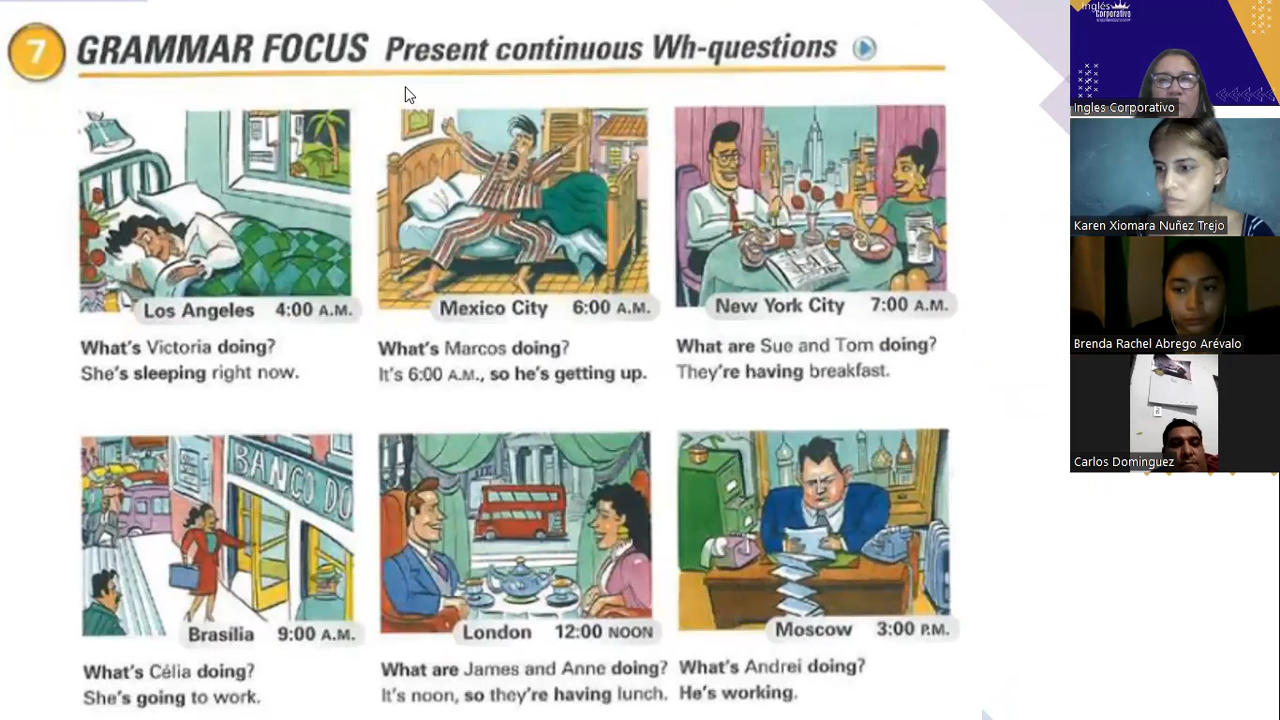 7 GRAMMAR FOCUS Present continuous Wh-questions
Los Angeles 4:00 A.M.
What's Victoria doing?
She's sleeping right now.
Mexico City 6:00 A.M.
What's Marcos doing?
It's 6:00 A.M., so he's getting up.
New York City 7:00 A.M.
What are Sue and Tom doing?
They're having breakfast.
BANCO DO
Brasília 9:00 A.M.
What's Célia doing?
She's going to work.
London 12:00 NOON
What are James and Anne doing?
It's noon, so they're having lunch.
Moscow 3:00 P.M.
What's Andrei doing?
He's working.
Inglés
corporativo
Ingles Corporativo
Karen Xiomara Nuñez Trejo
Brenda Rachel Abrego Arévalo
Carlos Dominguez